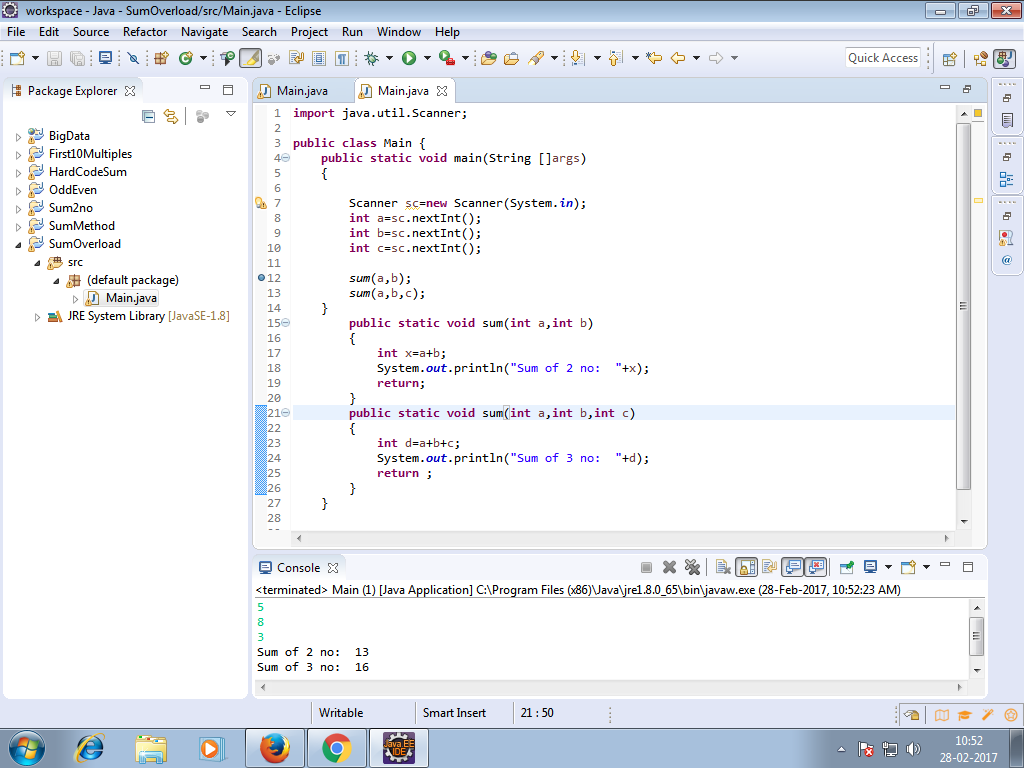 workspace - Java - SumOverload/src/Main.java - Eclipse
File Edit Source Refactor Navigate Search Project Run Window Help
Quick Access
Package Explorer
BigData
First10Multiples
HardCodeSum
OddEven
Sum2no
SumMethod
SumOverload
src
(default package)
Main.java
JRE System Library [JavaSE-1.8]
Main.java Main.java
1 import java.util.Scanner;
2
3 public class Main {
4 public static void main(String []args)
5 {
6
7 Scanner sc=new Scanner(System.in);
8 int a=sc.nextInt();
9 int b=sc.nextInt();
10 int c=sc.nextInt();
11
12 sum(a,b);
13 sum(a,b,c);
14 }
15 public static void sum(int a,int b)
16 {
17 int x=a+b;
18 System.out.println("Sum of 2 no:  "+x);
19 return;
20 }
21 public static void sum(int a,int b,int c)
22 {
23 int d=a+b+c;
24 System.out.println("Sum of 3 no:  "+d);
25 return ;
26 }
27 }
28
Console
<terminated> Main (1) [Java Application] C:\Program Files (x86)\Java\jre1.8.0_65\bin\javaw.exe (28-Feb-2017, 10:52:23 AM)
5
8
3
Sum of 2 no:  13
Sum of 3 no:  16
Writable Smart Insert 21 : 50
Java EE
IDE
10:52
28-02-2017